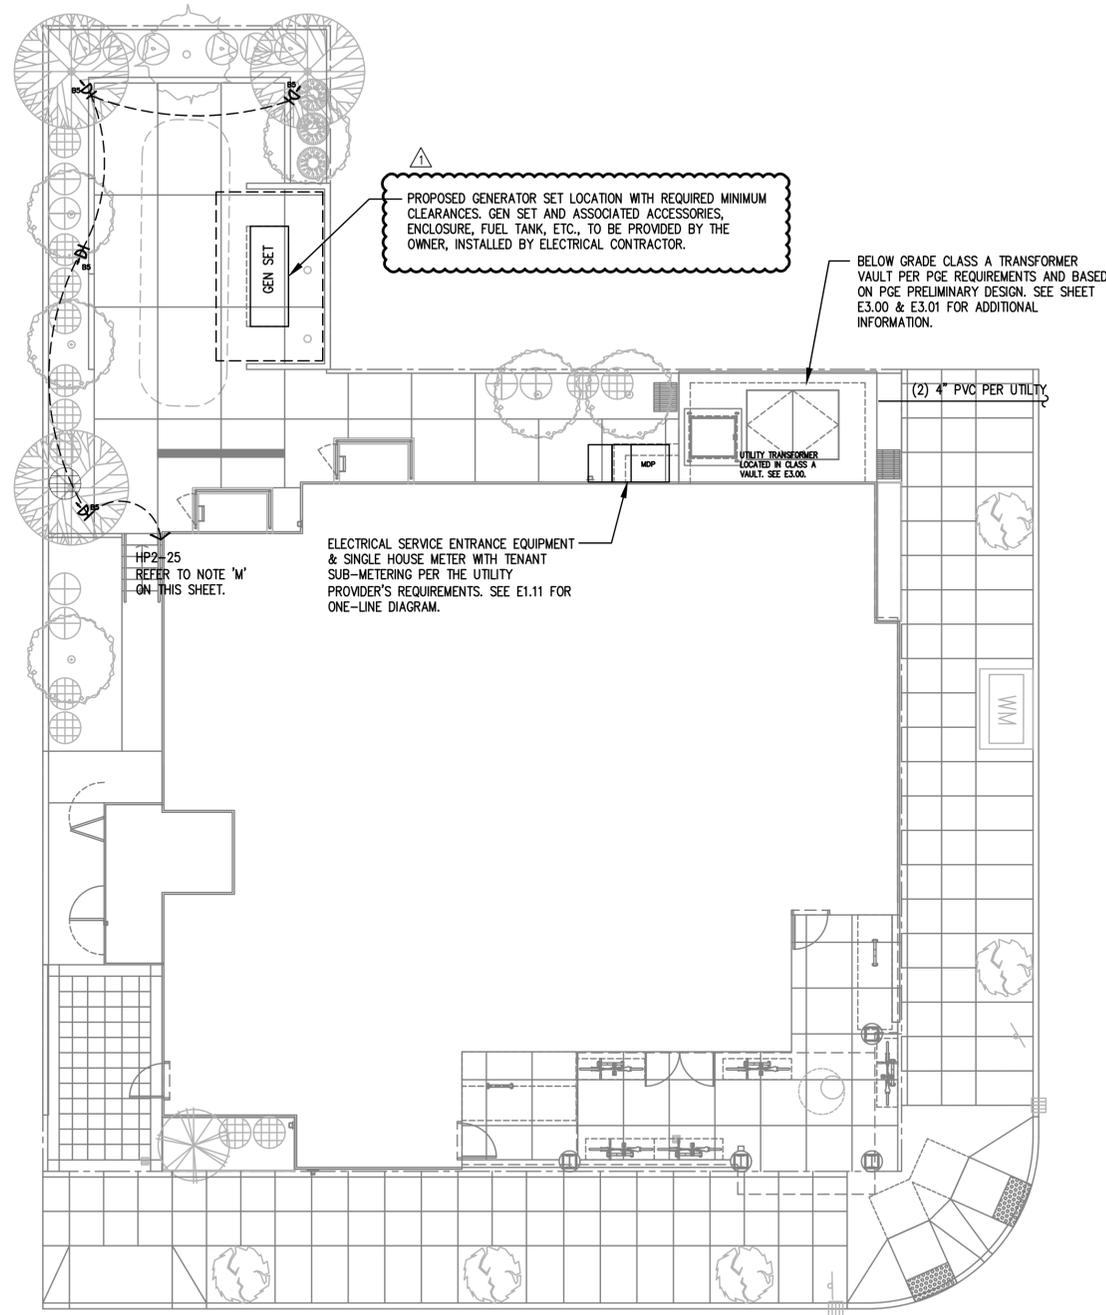 B5
B5
1
PROPOSED GENERATOR SET LOCATION WITH REQUIRED MINIMUM
CLEARANCES. GEN SET AND ASSOCIATED ACCESSORIES,
ENCLOSURE, FUEL TANK, ETC., TO BE PROVIDED BY THE
OWNER, INSTALLED BY ELECTRICAL CONTRACTOR.
GEN SET
B5
BELOW GRADE CLASS A TRANSFORMER
VAULT PER PGE REQUIREMENTS AND BASED
ON PGE PRELIMINARY DESIGN. SEE SHEET
E3.00 & E3.01 FOR ADDITIONAL
INFORMATION.
(2) 4" PVC PER UTILTY
MDP
UTILITY TRANSFORMER
LOCATED IN CLASS A
VAULT. SEE E3.00.
B5
HP2-25
REFER TO NOTE 'M'
ON THIS SHEET.
ELECTRICAL SERVICE ENTRANCE EQUIPMENT
& SINGLE HOUSE METER WITH TENANT
SUB-METERING PER THE UTILITY
PROVIDER'S REQUIREMENTS. SEE E1.11 FOR
ONE-LINE DIAGRAM.
WM